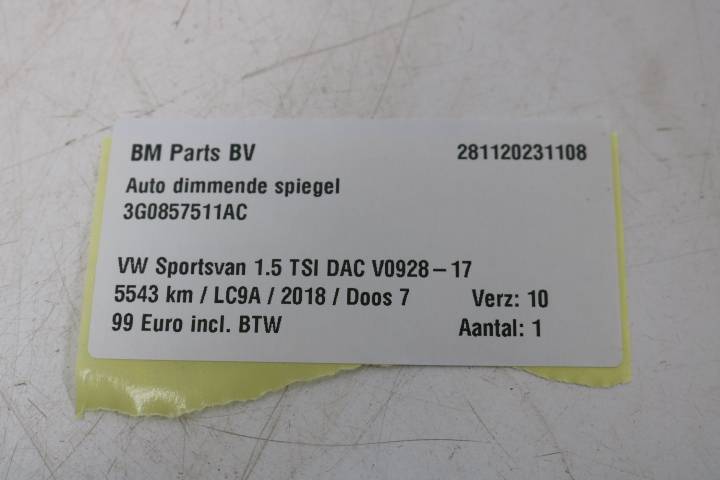 BM Parts BV 281120231108
Auto dimmende spiegel
3G0857511AC
VW Sportsvan 1.5 TSI DAC V0928-17
5543 km / LC9A / 2018 / Doos 7 Verz: 10
99 Euro incl. BTW Aantal: 1